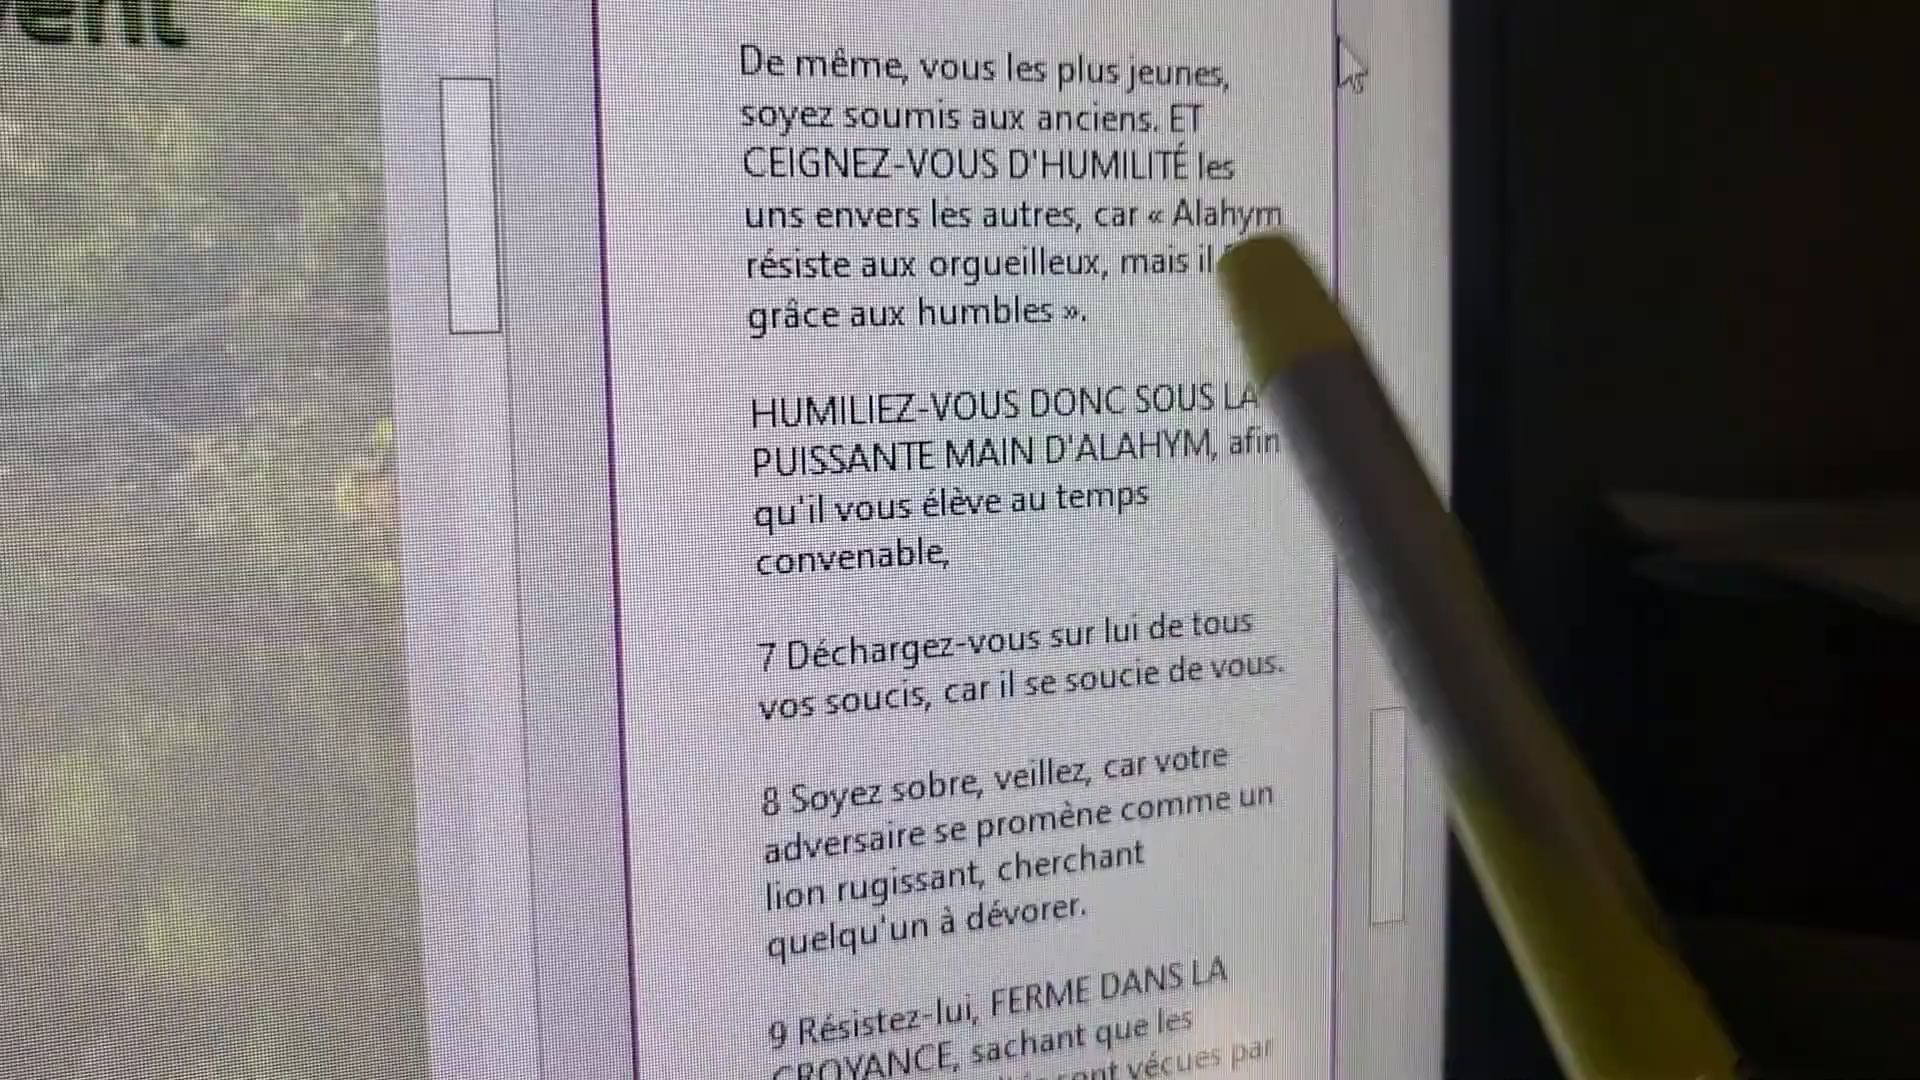 De même, vous les plus jeunes,
soyez soumis aux anciens. ET
CEIGNEZ-VOUS D'HUMILITÉ les
uns envers les autres, car « Alahym
résiste aux orgueilleux, mais il
grâce aux humbles ».
HUMILIEZ-VOUS DONC SOUS LA
PUISSANTE MAIN D'ALAHYM, afin
qu'il vous élève au temps
convenable,
7 Déchargez-vous sur lui de tous
vos soucis, car il se soucie de vous.
8 Soyez sobre, veillez, car votre
adversaire se promène comme un
lion rugissant, cherchant
quelqu'un à dévorer.
9 Résistez-lui, FERME DANS LA
CROYANCE, sachant que les
sont vécues par